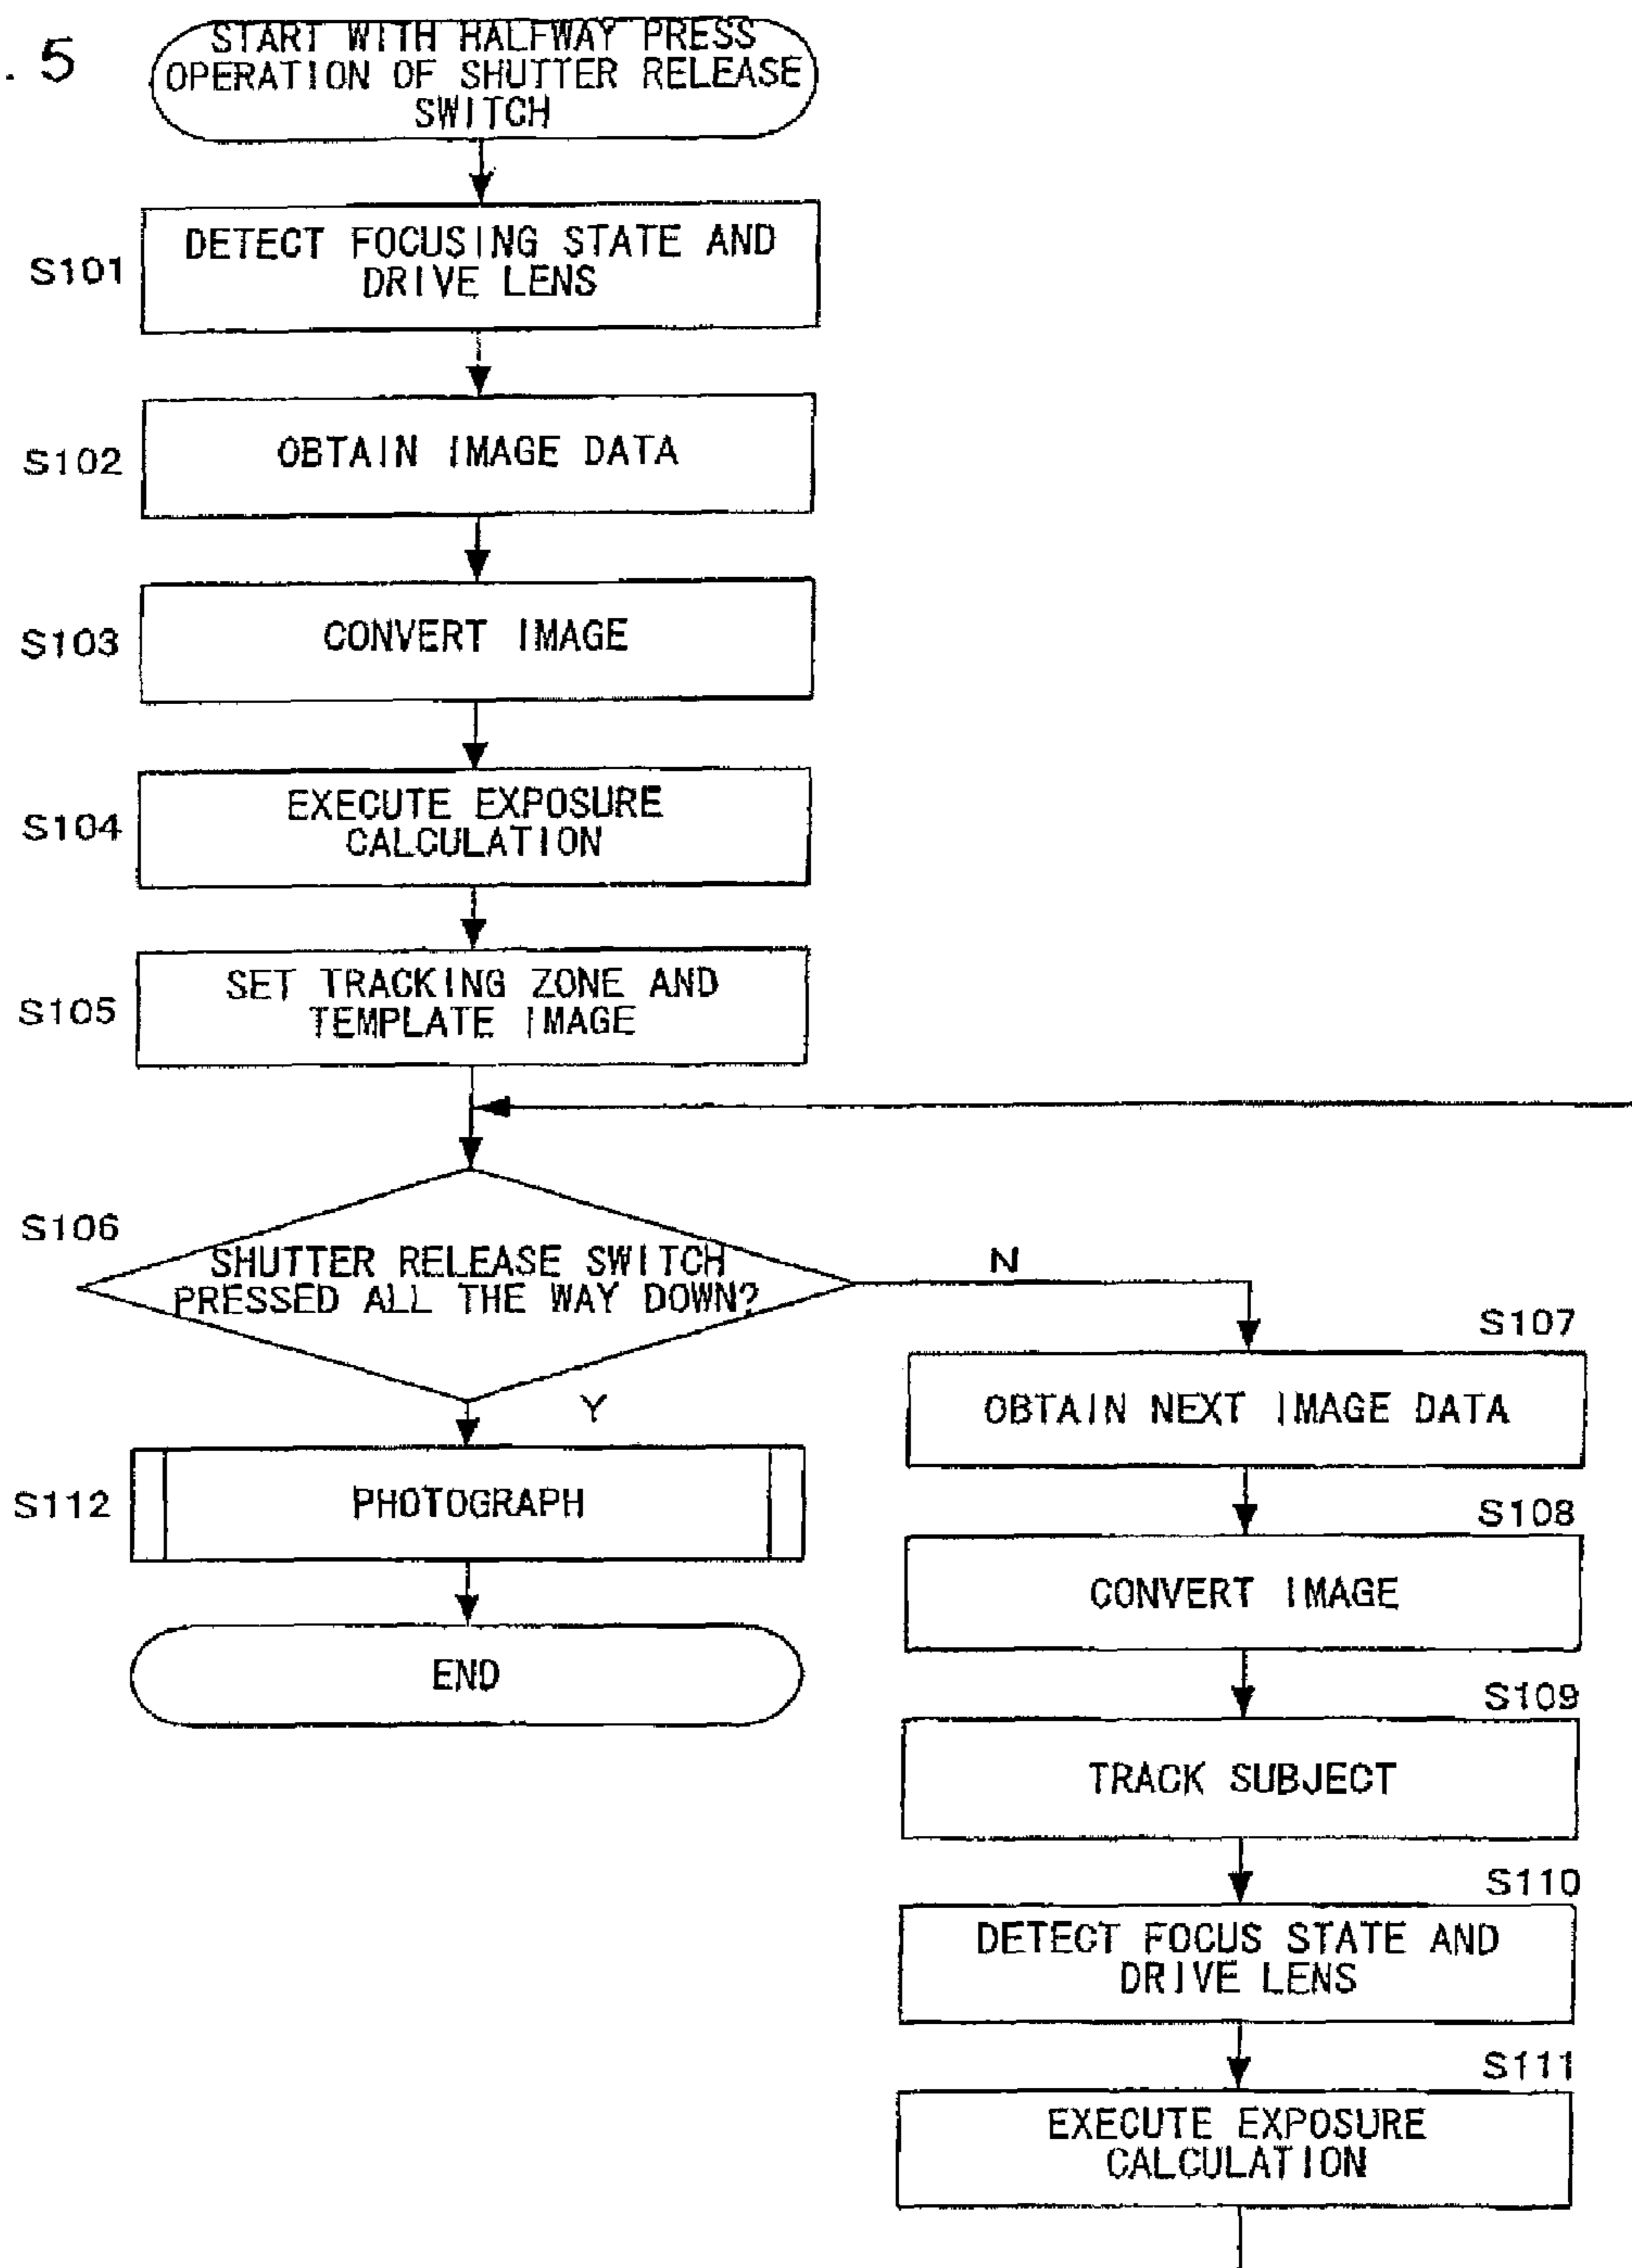 . 5
START WITH HALFWAY PRESS
OPERATION OF SHUTTER RELEASE
SWITCH
S101
DETECT FOCUSING STATE AND
DRIVE LENS
S102
OBTAIN IMAGE DATA
S103
CONVERT IMAGE
S104
EXECUTE EXPOSURE
CALCULATION
S105
SET TRACKING ZONE AND
TEMPLATE IMAGE
S106
SHUTTER RELEASE SWITCH
PRESSED ALL THE WAY DOWN?
N
Y
S112
PHOTOGRAPH
END
S107
OBTAIN NEXT IMAGE DATA
S108
CONVERT IMAGE
S109
TRACK SUBJECT
S110
DETECT FOCUS STATE AND
DRIVE LENS
S111
EXECUTE EXPOSURE
CALCULATION